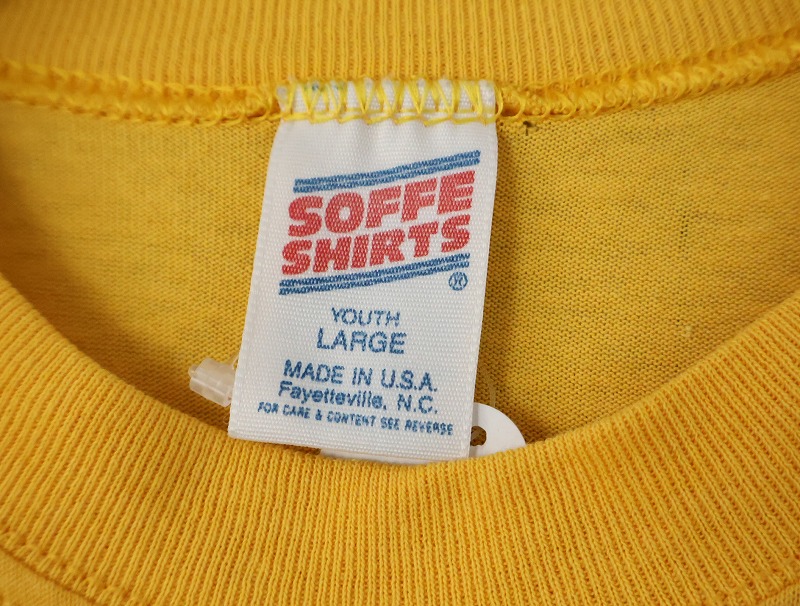 SOFFE
SHIRTS
®
YOUTH
LARGE
MADE IN U.S.A.
Fayetteville, N.C.
FOR CARE & CONTENT SEE REVERSE